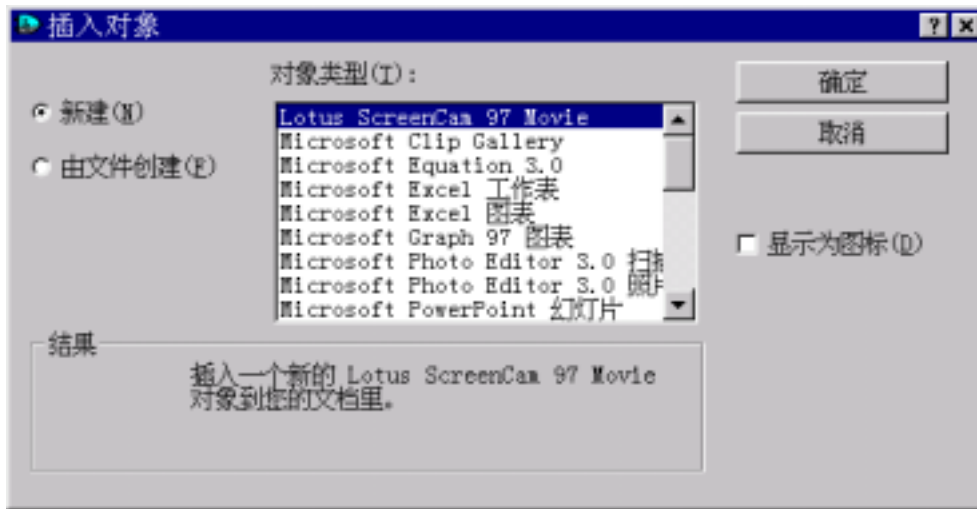 插入对象
对象类型(T):
新建(N)
由文件创建(F)
Lotus ScreenCam 97 Movie
Microsoft Clip Gallery
Microsoft Equation 3.0
Microsoft Excel 工作表
Microsoft Excel 图表
Microsoft Graph 97 图表
Microsoft Photo Editor 3.0 扫描
Microsoft Photo Editor 3.0 照片
Microsoft PowerPoint 幻灯片
确定
取消
显示为图标(D)
结果
插入一个新的 Lotus ScreenCam 97 Movie
对象到您的文档里。